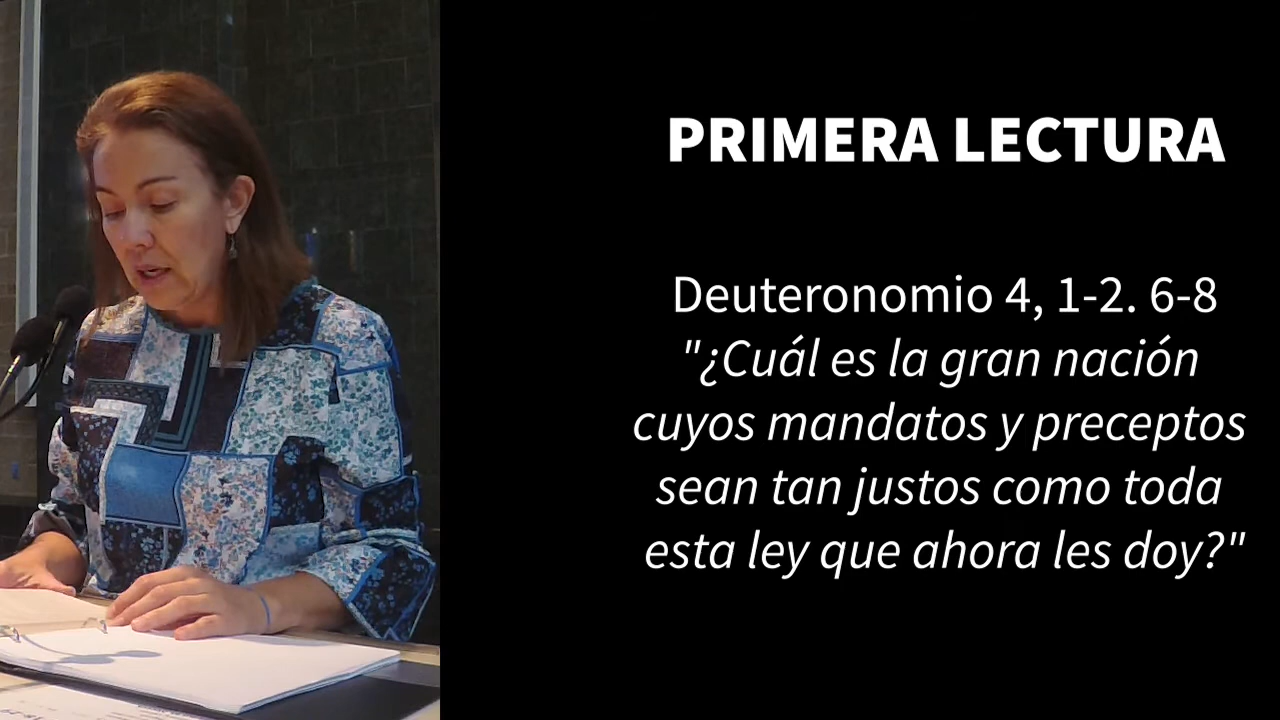 PRIMERA LECTURA
Deuteronomio 4, 1-2. 6-8
"¿Cuál es la gran nación
cuyos mandatos y preceptos
sean tan justos como toda
esta ley que ahora les doy?"